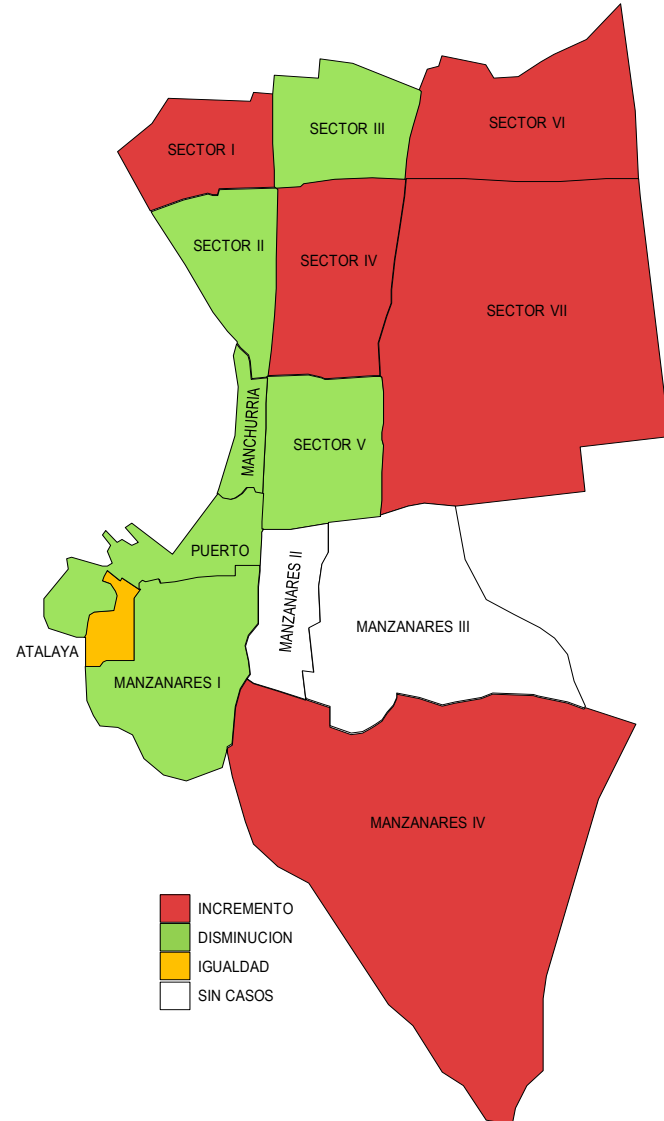 SECTOR VI
SECTOR III
SECTOR I
SECTOR II
SECTOR IV
SECTOR VII
MANCHURRIA
SECTOR V
PUERTO
MANZANARES II
MANZANARES III
ATALAYA
MANZANARES I
MANZANARES IV
INCREMENTO
DISMINUCION
IGUALDAD
SIN CASOS